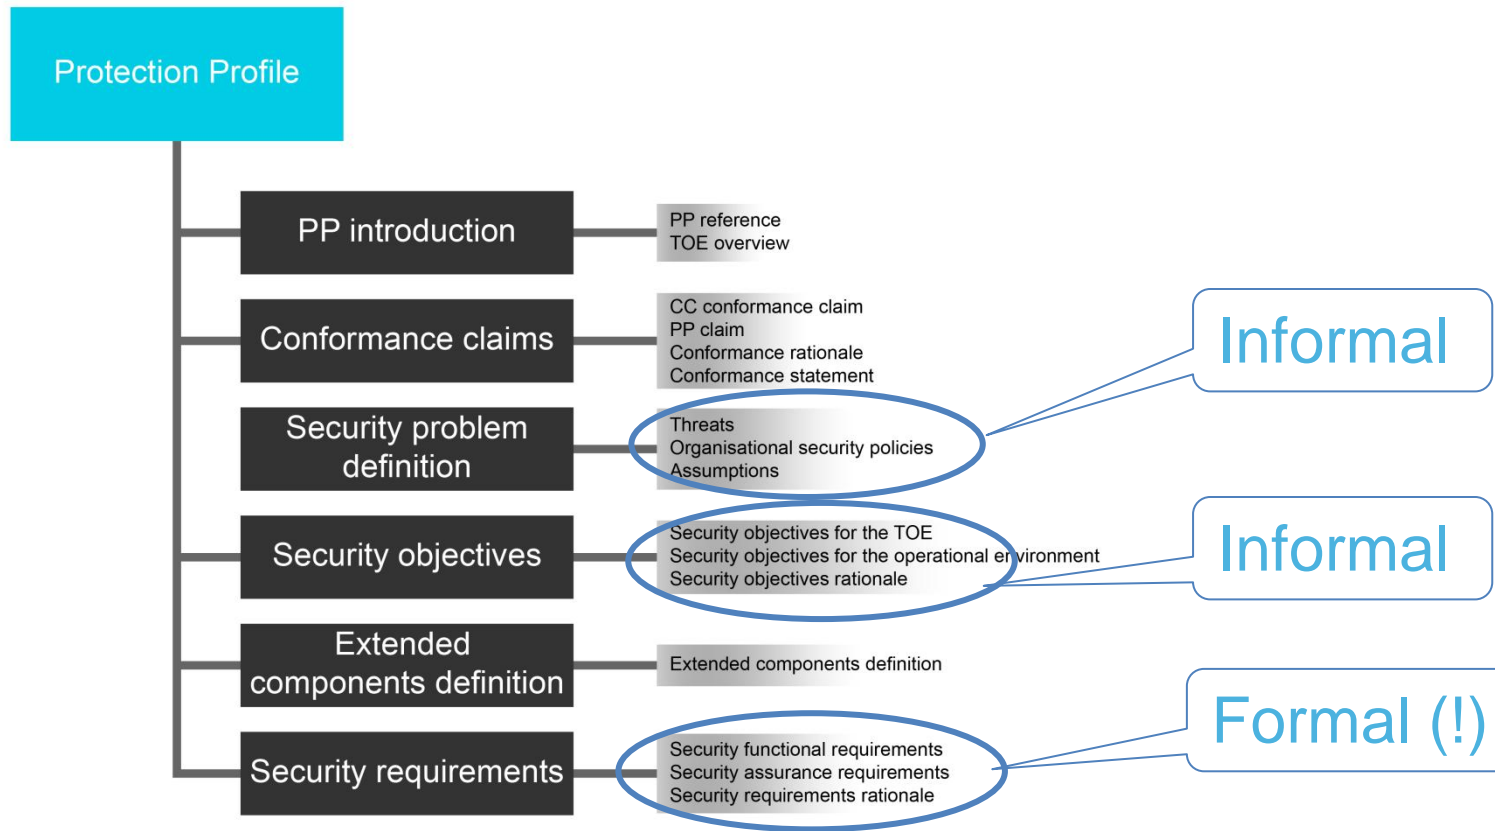 Protection Profile
PP introduction
PP reference
TOE overview
Conformance claims
CC conformance claim
PP claim
Conformance rationale
Conformance statement
Informal
Security problem
definition
Threats
Organisational security policies
Assumptions
Security objectives
Security objectives for the TOE
Security objectives for the operational environment
Security objectives rationale
Informal
Extended
components definition
Extended components definition
Security requirements
Security functional requirements
Security assurance requirements
Security requirements rationale
Formal (!)